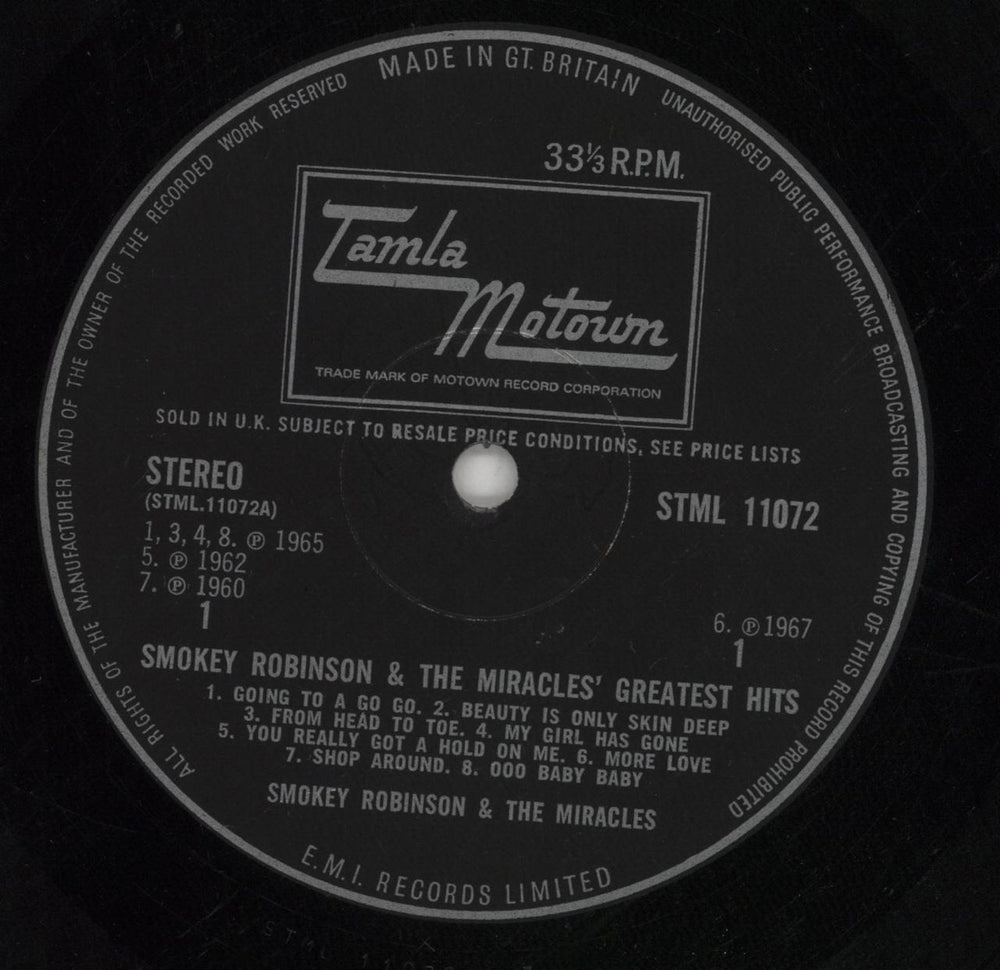 MADE IN GT. BRITAIN
UNAUTHORISED PUBLIC PERFORMANCE BROADCASTING AND COPYING OF THIS RECORD PROHIBITED
ALL RIGHTS OF THE MANUFACTURER AND OF THE OWNER OF THE RECORDED WORK RESERVED
33⅓ R.P.M.
Tamla
Motown
TRADE MARK OF MOTOWN RECORD CORPORATION
SOLD IN U.K. SUBJECT TO RESALE PRICE CONDITIONS, SEE PRICE LISTS
STEREO
(STML.11072A)
STML 11072
1, 3, 4, 8. ℗ 1965
5. ℗ 1962
7. ℗ 1960
1
6. ℗ 1967
1
SMOKEY ROBINSON & THE MIRACLES' GREATEST HITS
1. GOING TO A GO GO. 2. BEAUTY IS ONLY SKIN DEEP
3. FROM HEAD TO TOE. 4. MY GIRL HAS GONE
5. YOU REALLY GOT A HOLD ON ME. 6. MORE LOVE
7. SHOP AROUND. 8. OOO BABY BABY
SMOKEY ROBINSON & THE MIRACLES
E.M.I. RECORDS LIMITED